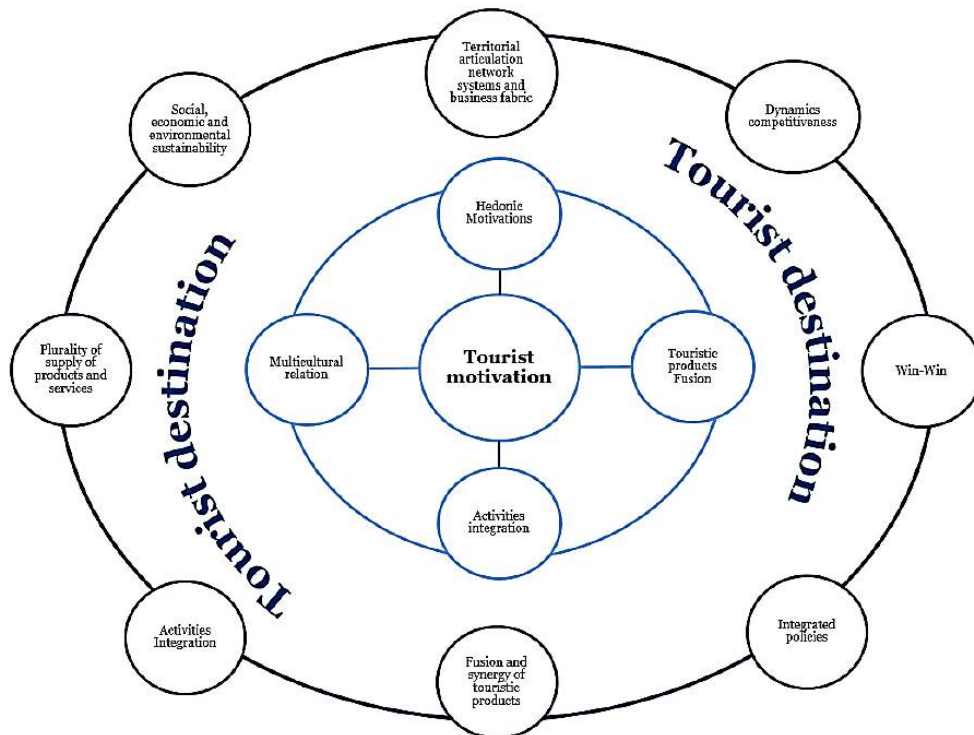 Territorial
articulation
network
systems and
business fabric
Social,
economic and
environmental
sustainability
Dynamics
competitiveness
Tourist destination
Tourist destination
Hedonic
Motivations
Plurality of
supply of
products and
services
Multicultural
relation
Tourist
motivation
Touristic
products
Fusion
Win-Win
Activities
integration
Activities
Integration
Fusion and
synergy of
touristic
products
Integrated
policies